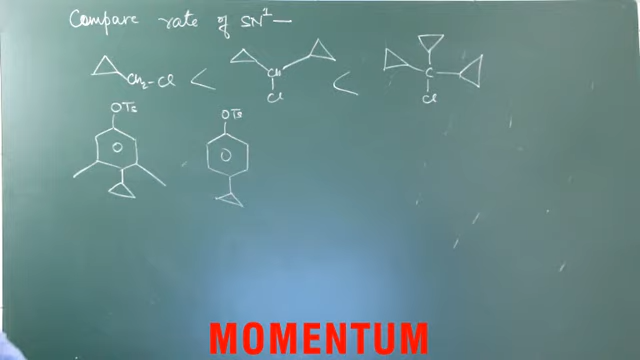 Compare rate of SN1 —
CH2-Cl < CH < C
Cl Cl
OTs OTs
MOMENTUM